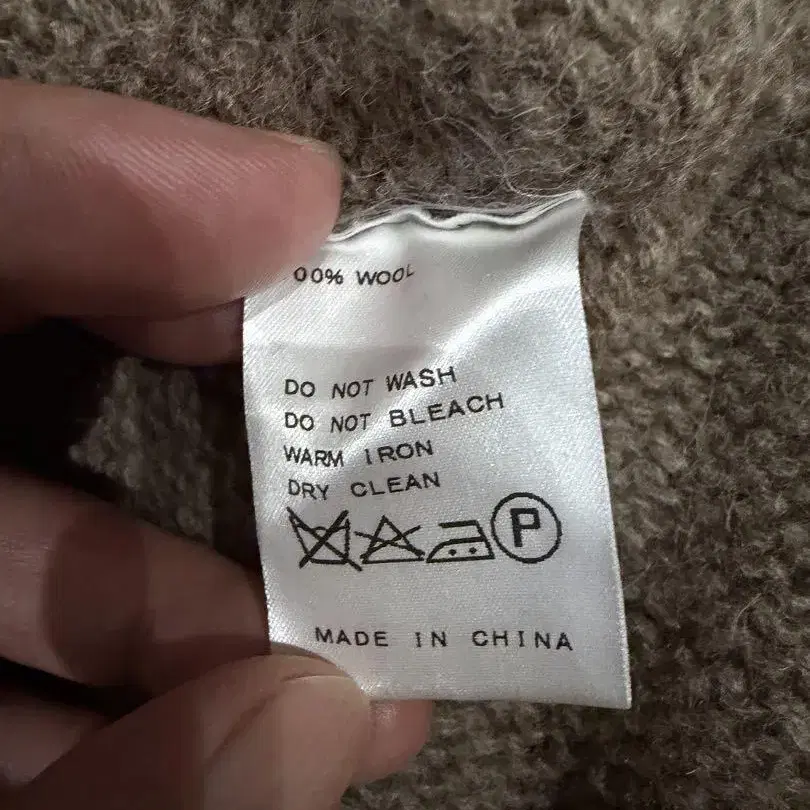 00% WOOL
DO NOT WASH
DO NOT BLEACH
WARM IRON
DRY CLEAN
P
MADE IN CHINA